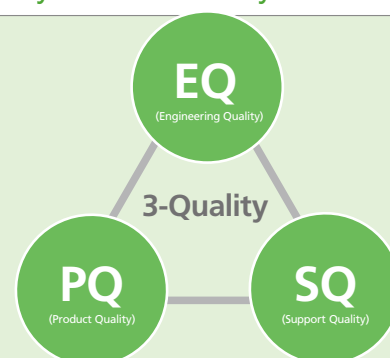 EQ
(Engineering Quality)
3-Quality
PQ
(Product Quality)
SQ
(Support Quality)